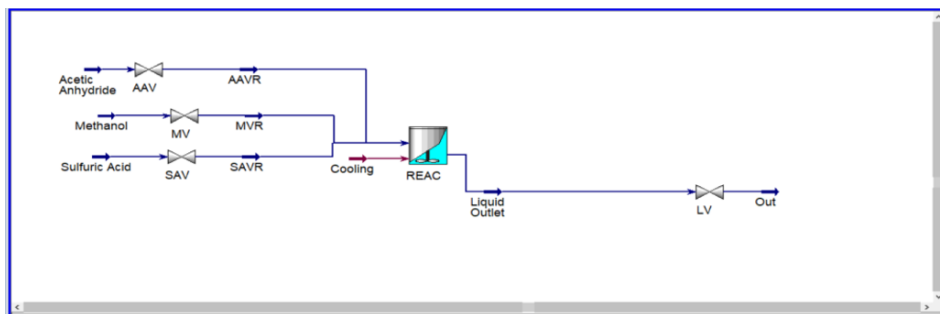 Acetic
Anhydride
AAV
AAVR
Methanol
MV
MVR
Sulfuric Acid
SAV
SAVR
Cooling
REAC
Liquid
Outlet
LV
Out